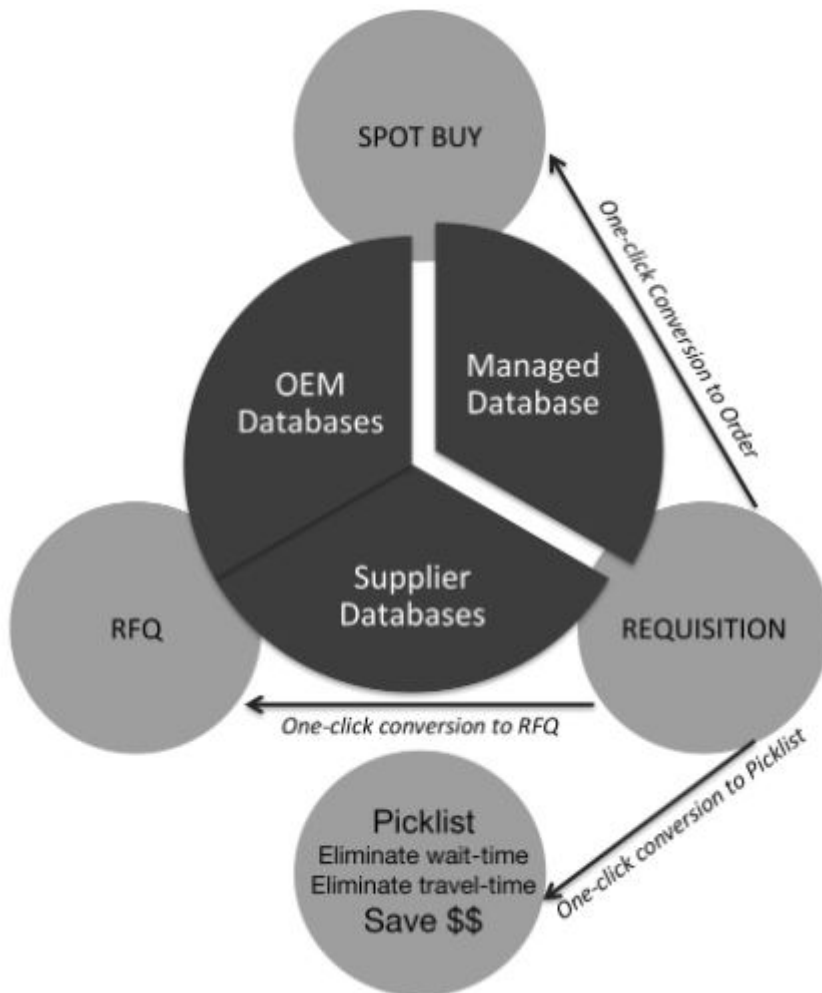 SPOT BUY
One-click Conversion to Order
OEM
Databases
Managed
Database
Supplier
Databases
RFQ
REQUISITION
One-click conversion to RFQ
One-click conversion to Picklist
Picklist
Eliminate wait-time
Eliminate travel-time
Save $$